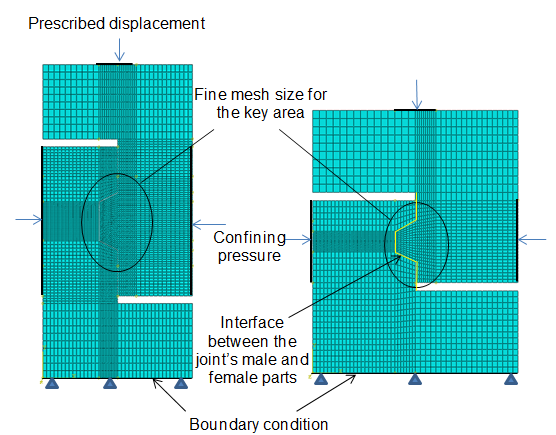 Prescribed displacement
Fine mesh size for
the key area
Confining
pressure
Interface
between the
joint's male and
female parts
Boundary condition